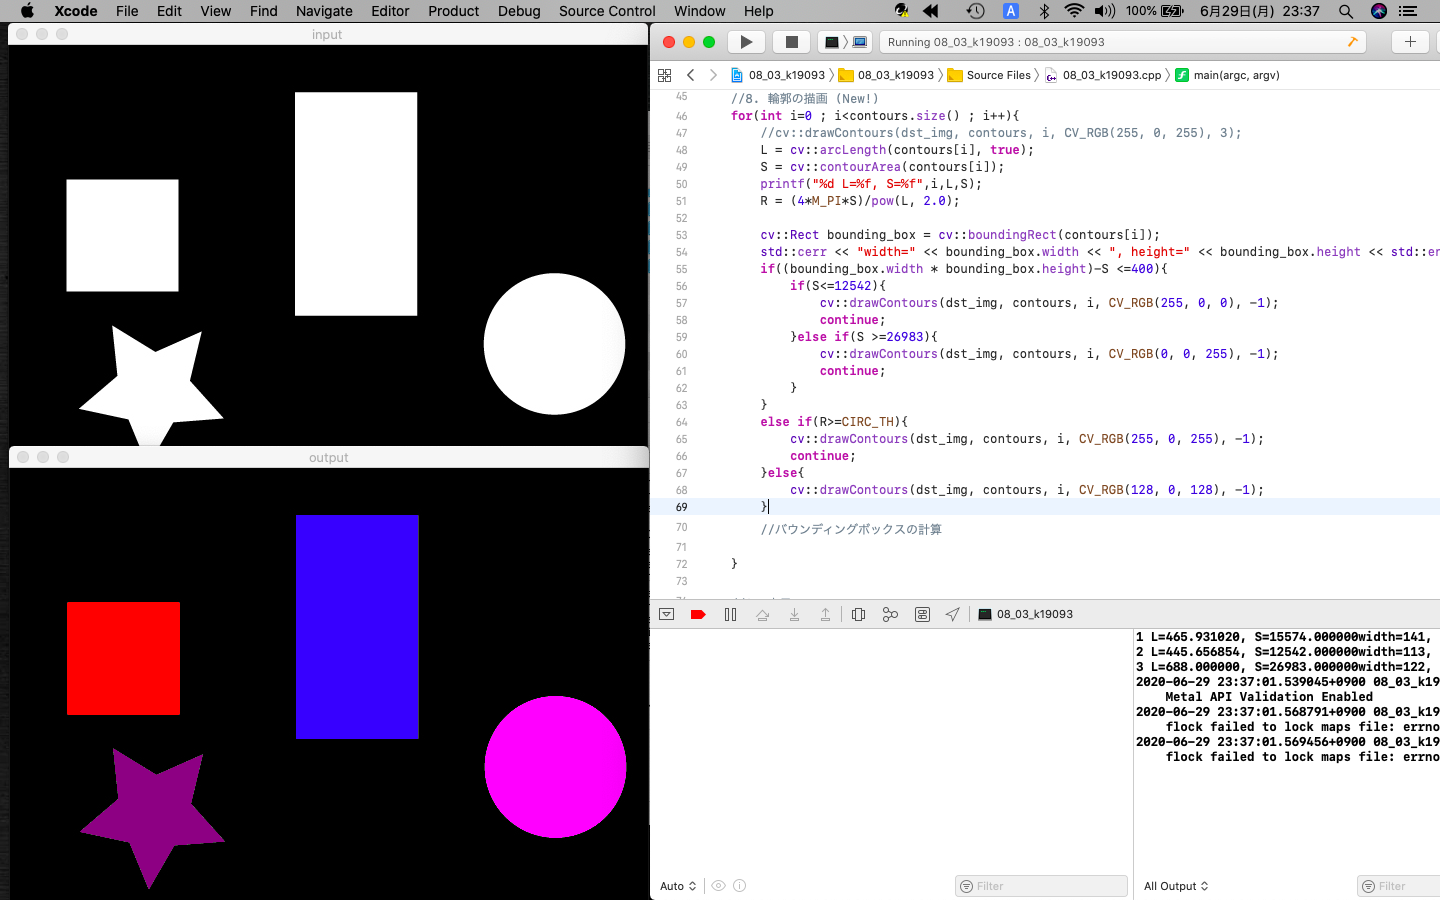 Xcode File Edit View Find Navigate Editor Product Debug Source Control Window Help A 100% 6月29日(月) 23:37
input
Running 08_03_k19093 : 08_03_k19093
08_03_k19093 08_03_k19093 Source Files 08_03_k19093.cpp main(argc, argv)
45 //8. 輪郭の描画 (New!)
46 for(int i=0 ; i<contours.size() ; i++){
47 //cv::drawContours(dst_img, contours, i, CV_RGB(255, 0, 255), 3);
48 L = cv::arcLength(contours[i], true);
49 S = cv::contourArea(contours[i]);
50 printf("%d L=%f, S=%f",i,L,S);
51 R = (4*M_PI*S)/pow(L, 2.0);
52
53 cv::Rect bounding_box = cv::boundingRect(contours[i]);
54 std::cerr << "width=" << bounding_box.width << ", height=" << bounding_box.height << std::en
55 if((bounding_box.width * bounding_box.height)-S <=400){
56 if(S<=12542){
57 cv::drawContours(dst_img, contours, i, CV_RGB(255, 0, 0), -1);
58 continue;
59 }else if(S >=26983){
60 cv::drawContours(dst_img, contours, i, CV_RGB(0, 0, 255), -1);
61 continue;
62 }
63 }
64 else if(R>=CIRC_TH){
65 cv::drawContours(dst_img, contours, i, CV_RGB(255, 0, 255), -1);
66 continue;
67 }else{
68 cv::drawContours(dst_img, contours, i, CV_RGB(128, 0, 128), -1);
69 }
70 //バウンディングボックスの計算
71
72 }
73
output
08_03_k19093
1 L=465.931020, S=15574.000000width=141,
2 L=445.656854, S=12542.000000width=113,
3 L=688.000000, S=26983.000000width=122,
2020-06-29 23:37:01.539045+0900 08_03_k19
Metal API Validation Enabled
2020-06-29 23:37:01.568791+0900 08_03_k19
flock failed to lock maps file: errno
2020-06-29 23:37:01.569456+0900 08_03_k19
flock failed to lock maps file: errno
Auto Filter All Output Filter